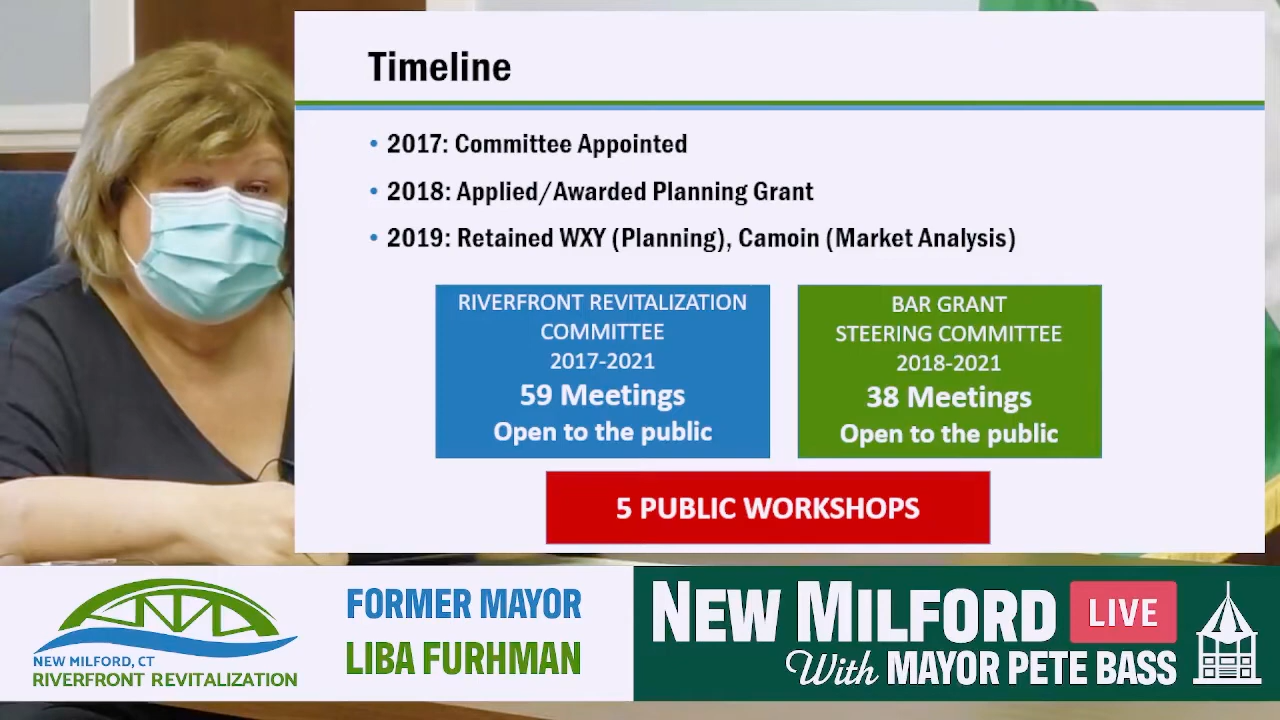 Timeline
• 2017: Committee Appointed
• 2018: Applied/Awarded Planning Grant
• 2019: Retained WXY (Planning), Camoin (Market Analysis)
RIVERFRONT REVITALIZATION
COMMITTEE
2017-2021
59 Meetings
Open to the public
BAR GRANT
STEERING COMMITTEE
2018-2021
38 Meetings
Open to the public
5 PUBLIC WORKSHOPS
NEW MILFORD, CT
RIVERFRONT REVITALIZATION
FORMER MAYOR
LIBA FURHMAN
NEW MILFORD LIVE
With MAYOR PETE BASS